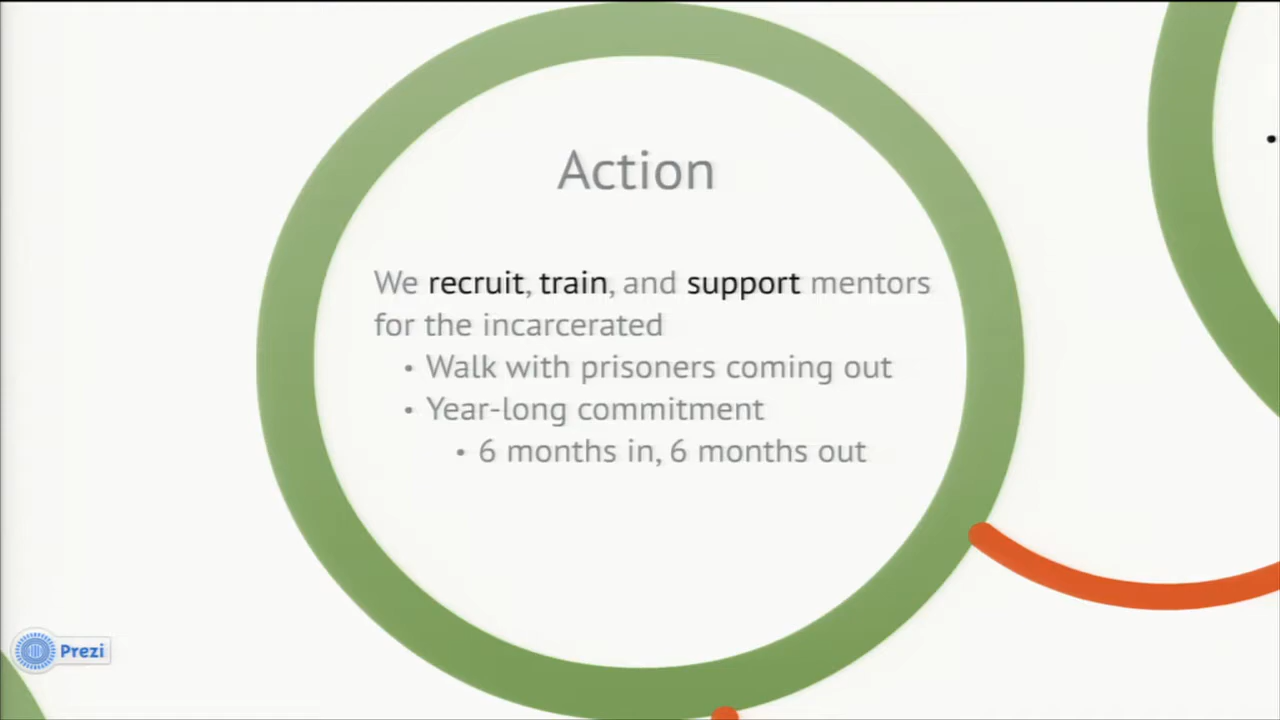 Action
We recruit, train, and support mentors
for the incarcerated
• Walk with prisoners coming out
• Year-long commitment
• 6 months in, 6 months out
Prezi